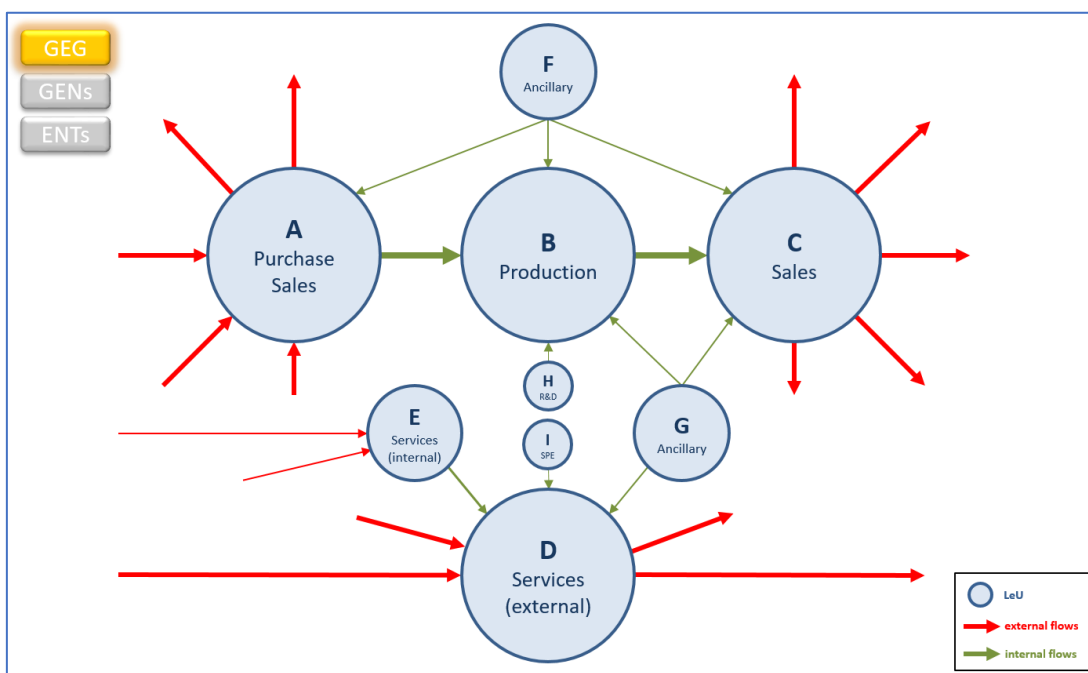 GEG
GENs
ENTs
F
Ancillary
A
Purchase
Sales
B
Production
C
Sales
H
R&D
I
SPE
E
Services
(internal)
G
Ancillary
D
Services
(external)
LeU
external flows
internal flows